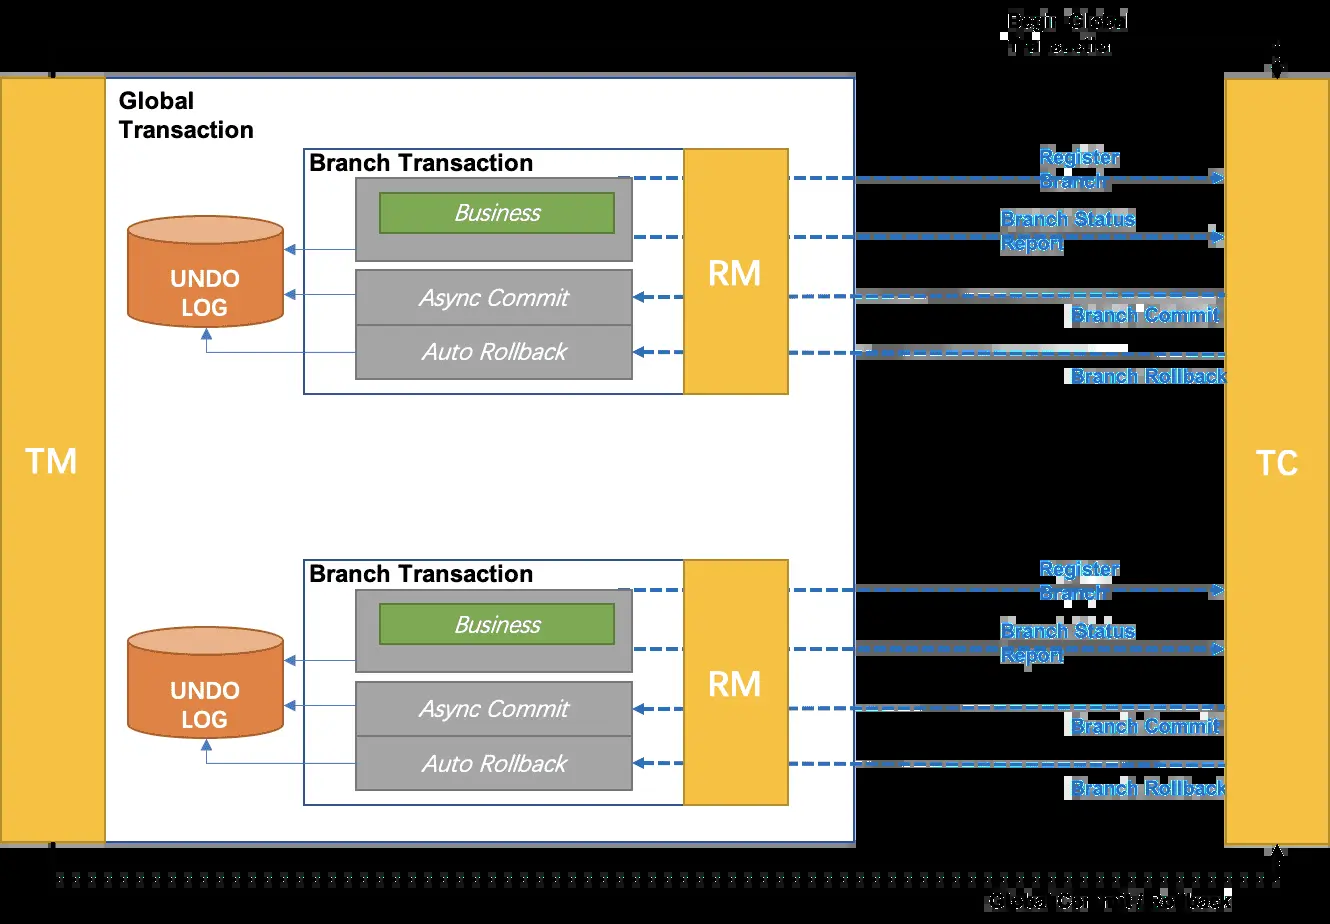 Begin Global
Transaction
Global
Transaction
Branch Transaction
Business
Async Commit
Auto Rollback
UNDO
LOG
RM
Register
Branch
Branch Status
Report
Branch Commit
Branch Rollback
TM
TC
Branch Transaction
Business
Async Commit
Auto Rollback
UNDO
LOG
RM
Register
Branch
Branch Status
Report
Branch Commit
Branch Rollback
Global Commit/Rollback